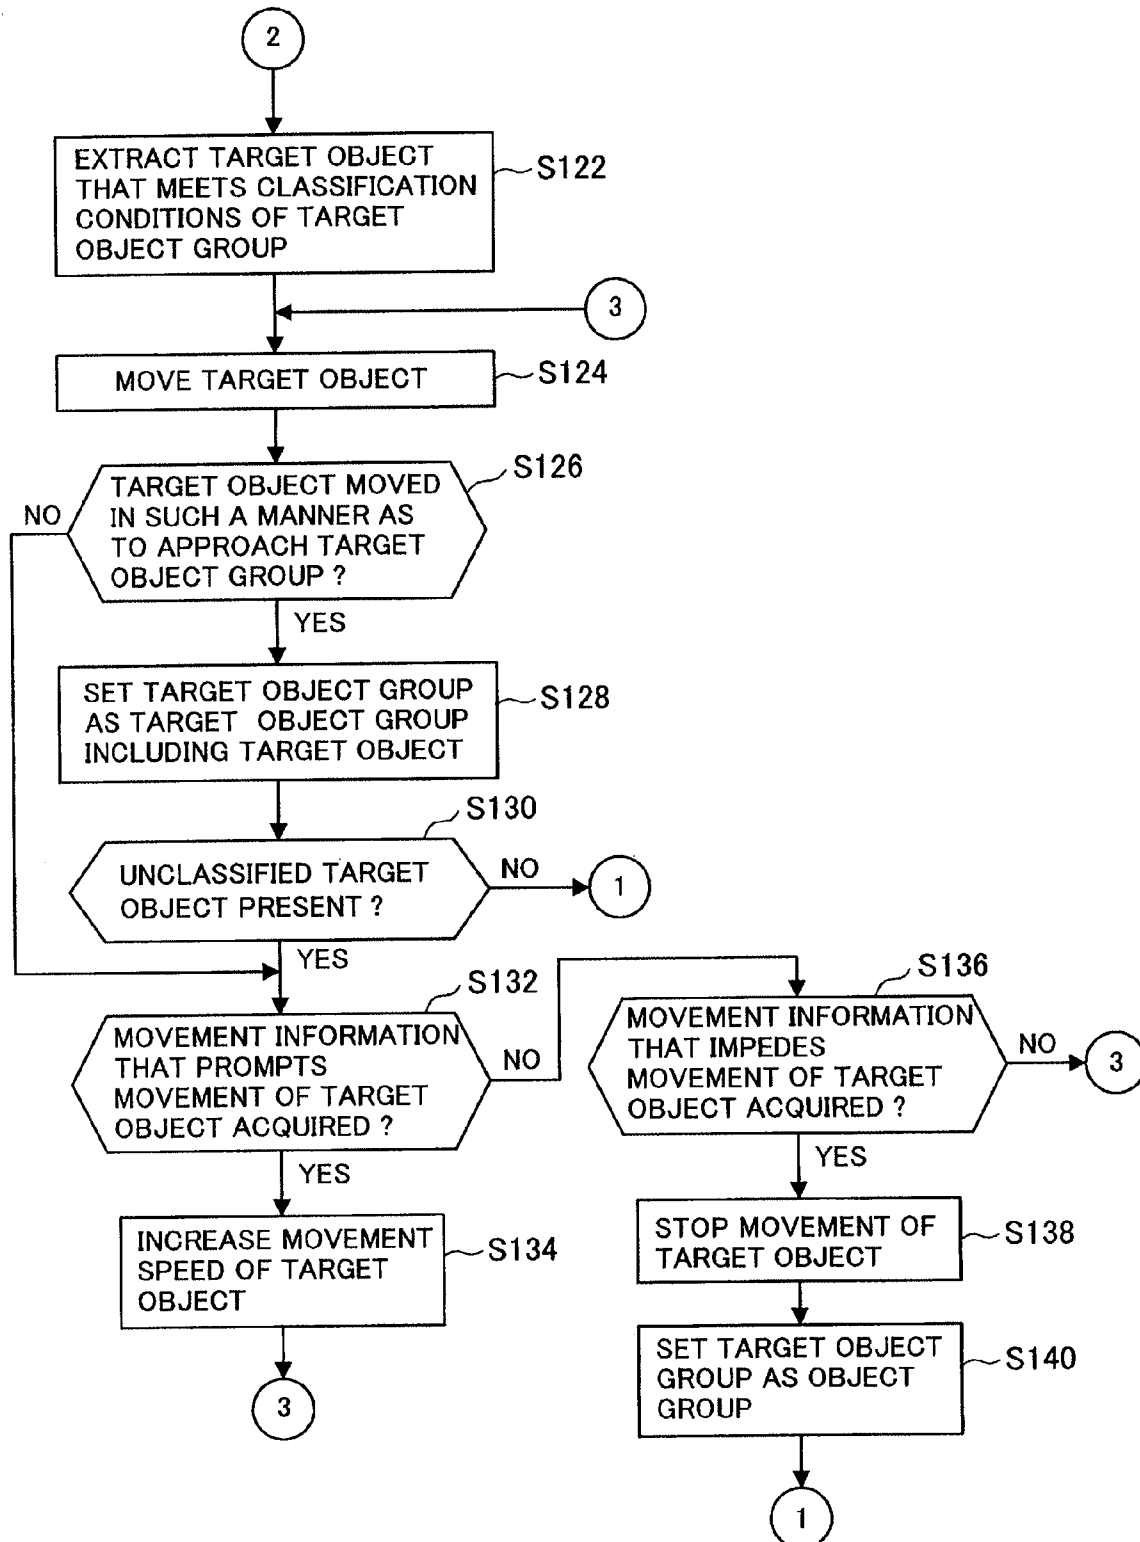 2
EXTRACT TARGET OBJECT
THAT MEETS CLASSIFICATION
CONDITIONS OF TARGET
OBJECT GROUP
S122
3
MOVE TARGET OBJECT
S124
S126
TARGET OBJECT MOVED
IN SUCH A MANNER AS
TO APPROACH TARGET
OBJECT GROUP ?
NO
YES
SET TARGET OBJECT GROUP
AS TARGET OBJECT GROUP
INCLUDING TARGET OBJECT
S128
S130
UNCLASSIFIED TARGET
OBJECT PRESENT ?
NO
1
YES
S132
MOVEMENT INFORMATION
THAT PROMPTS
MOVEMENT OF TARGET
OBJECT ACQUIRED ?
NO
YES
INCREASE MOVEMENT
SPEED OF TARGET
OBJECT
S134
3
S136
MOVEMENT INFORMATION
THAT IMPEDES
MOVEMENT OF TARGET
OBJECT ACQUIRED ?
NO
3
YES
STOP MOVEMENT OF
TARGET OBJECT
S138
SET TARGET OBJECT
GROUP AS OBJECT
GROUP
S140
1